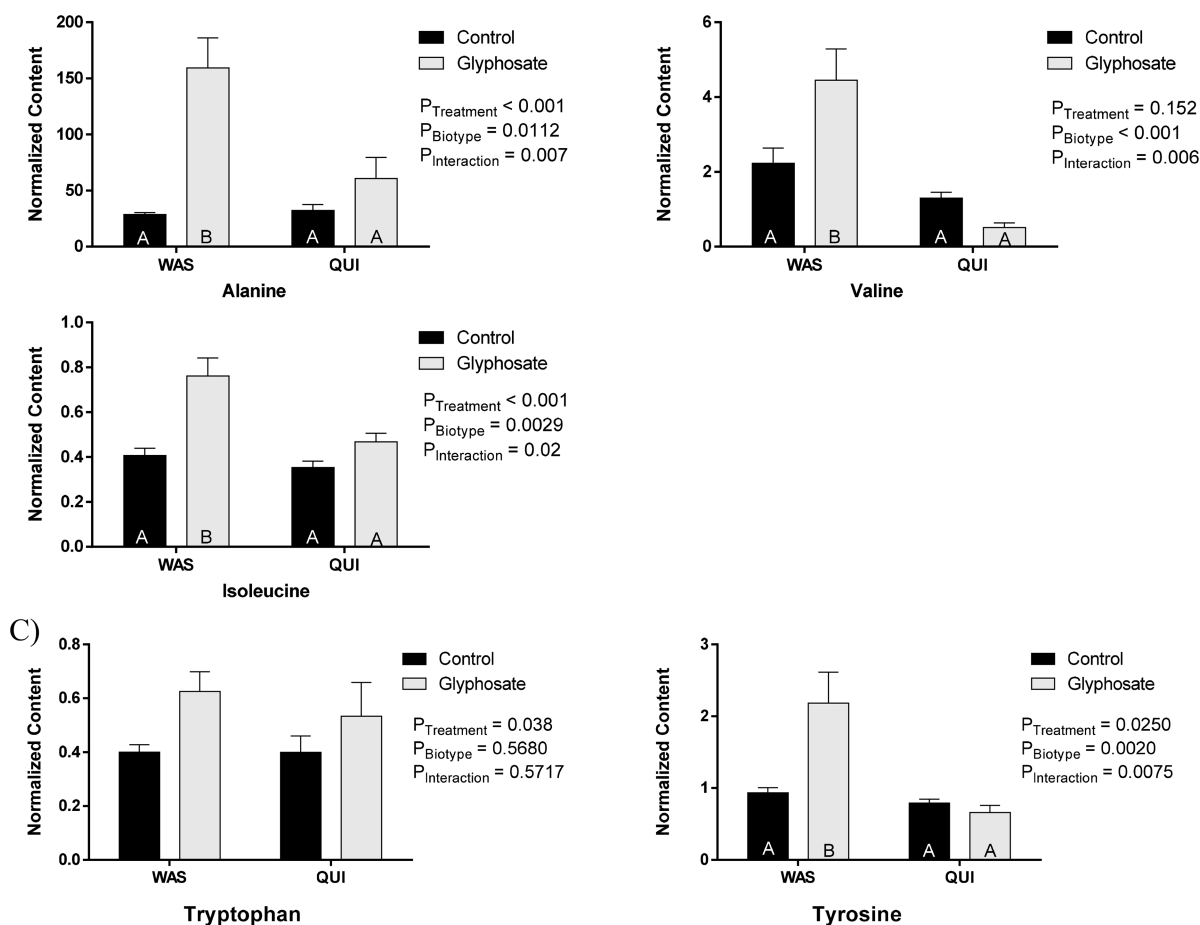 200
150
100
50
0
Normalized Content
Control
Glyphosate
PTreatment < 0.001
PBiotype = 0.0112
PInteraction = 0.007
A
B
A
A
WAS
QUI
Alanine
6
4
2
0
Normalized Content
Control
Glyphosate
PTreatment = 0.152
PBiotype < 0.001
PInteraction = 0.006
A
B
A
A
WAS
QUI
Valine
1.0
0.8
0.6
0.4
0.2
0.0
Normalized Content
Control
Glyphosate
PTreatment < 0.001
PBiotype = 0.0029
PInteraction = 0.02
A
B
A
A
WAS
QUI
Isoleucine
C)
0.8
0.6
0.4
0.2
0.0
Normalized Content
Control
Glyphosate
PTreatment = 0.038
PBiotype = 0.5680
PInteraction = 0.5717
WAS
QUI
Tryptophan
3
2
1
0
Normalized Content
Control
Glyphosate
PTreatment = 0.0250
PBiotype = 0.0020
PInteraction = 0.0075
A
B
A
A
WAS
QUI
Tyrosine